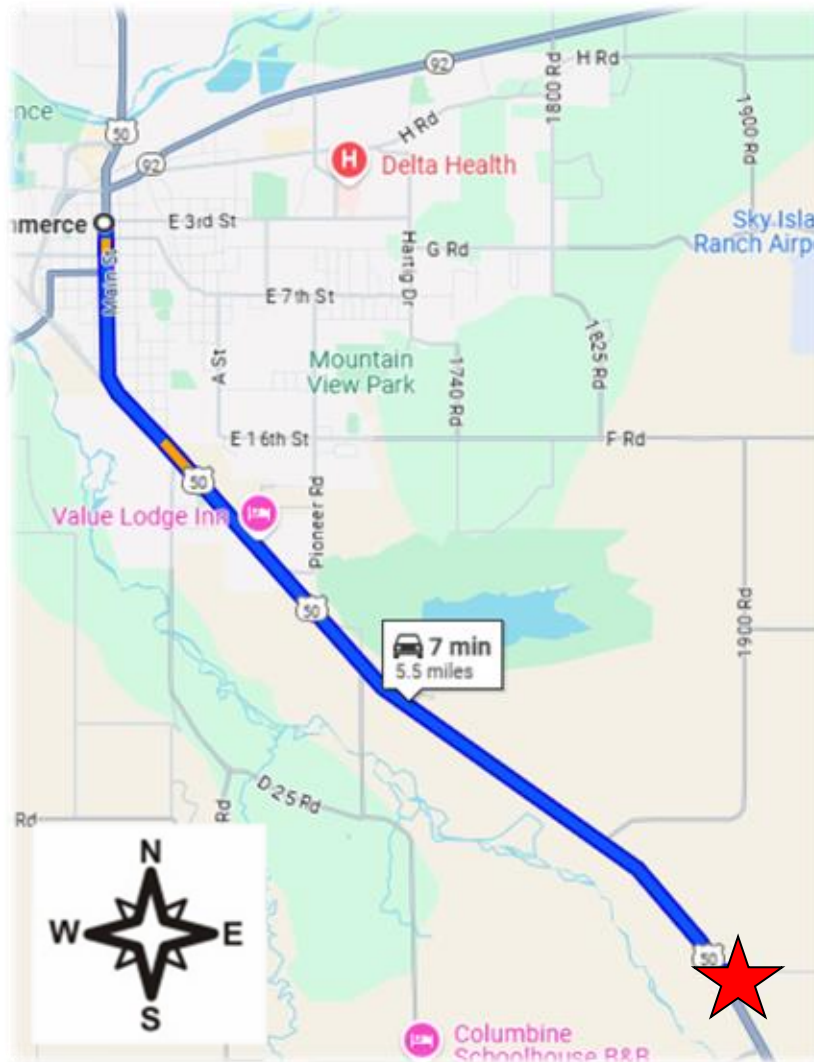 92
H Rd
50
nce
H Rd
1800 Rd
1900 Rd
92
H
Delta Health
mmerce
E 3rd St
Sky Isla
Ranch Airpo
Hartig Dr
G Rd
Main St
E 7th St
1825 Rd
A St
Mountain
View Park
1740 Rd
E 16th St
F Rd
50
Value Lodge Inn
Pioneer Rd
50
1900 Rd
7 min
5.5 miles
D 25 Rd
Rd
Rd
N
W
E
S
50
Columbine
Schoolhouse B&B